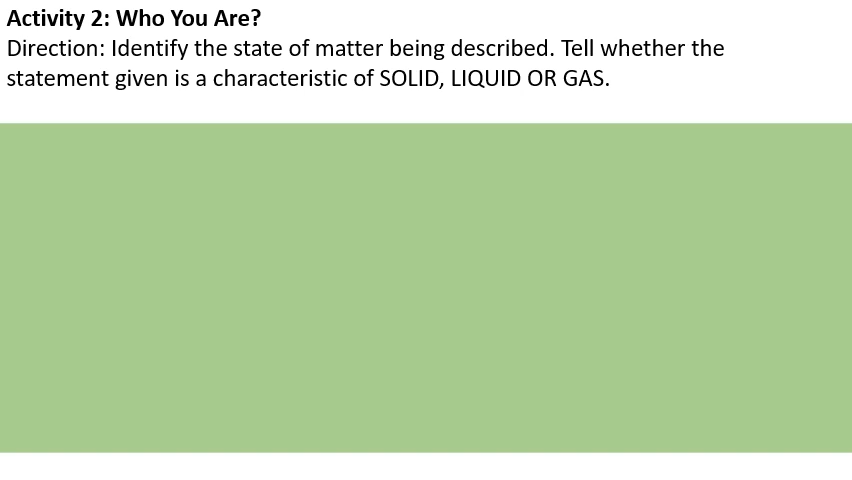 Activity 2: Who You Are?
Direction: Identify the state of matter being described. Tell whether the
statement given is a characteristic of SOLID, LIQUID OR GAS.